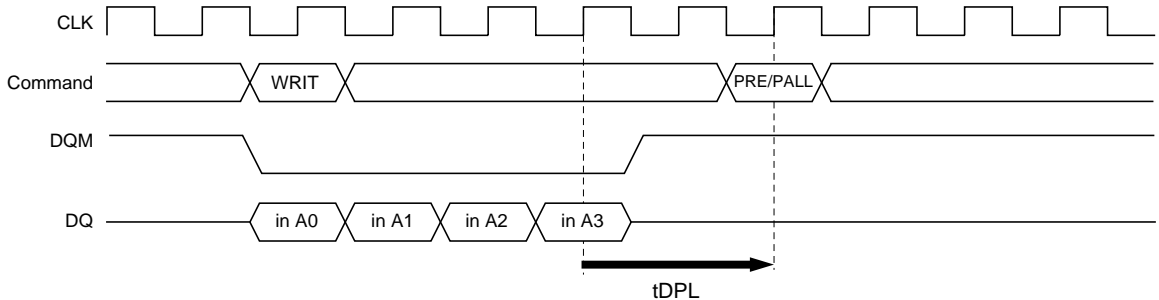 CLK
Command WRIT PRE/PALL
DQM
DQ in A0 in A1 in A2 in A3
tDPL